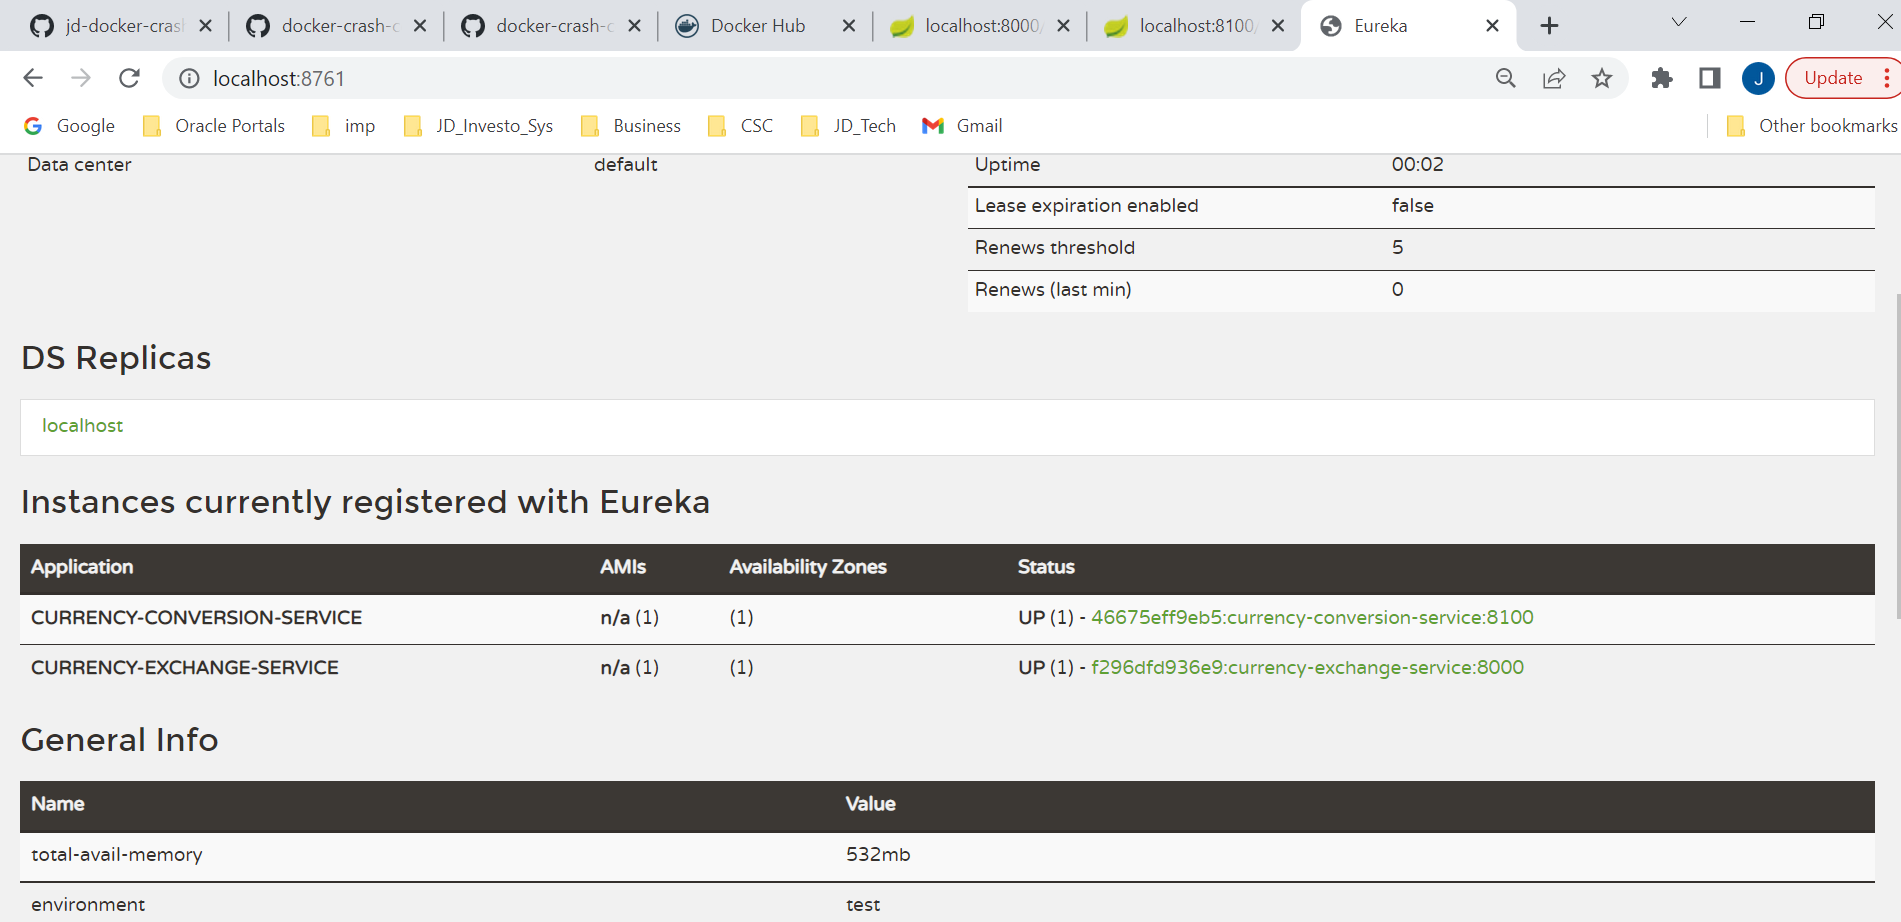 jd-docker-cras
docker-crash-c
docker-crash-c
Docker Hub
localhost:8000/
localhost:8100/
Eureka
localhost:8761
J
Update
Google
Oracle Portals
imp
JD_Investo_Sys
Business
CSC
JD_Tech
Gmail
Other bookmarks
Data center default
Uptime 00:02
Lease expiration enabled false
Renews threshold 5
Renews (last min) 0
DS Replicas
localhost
Instances currently registered with Eureka
Application AMIs Availability Zones Status
CURRENCY-CONVERSION-SERVICE n/a (1) (1) UP (1) - 46675eff9eb5:currency-conversion-service:8100
CURRENCY-EXCHANGE-SERVICE n/a (1) (1) UP (1) - f296dfd936e9:currency-exchange-service:8000
General Info
Name Value
total-avail-memory 532mb
environment test